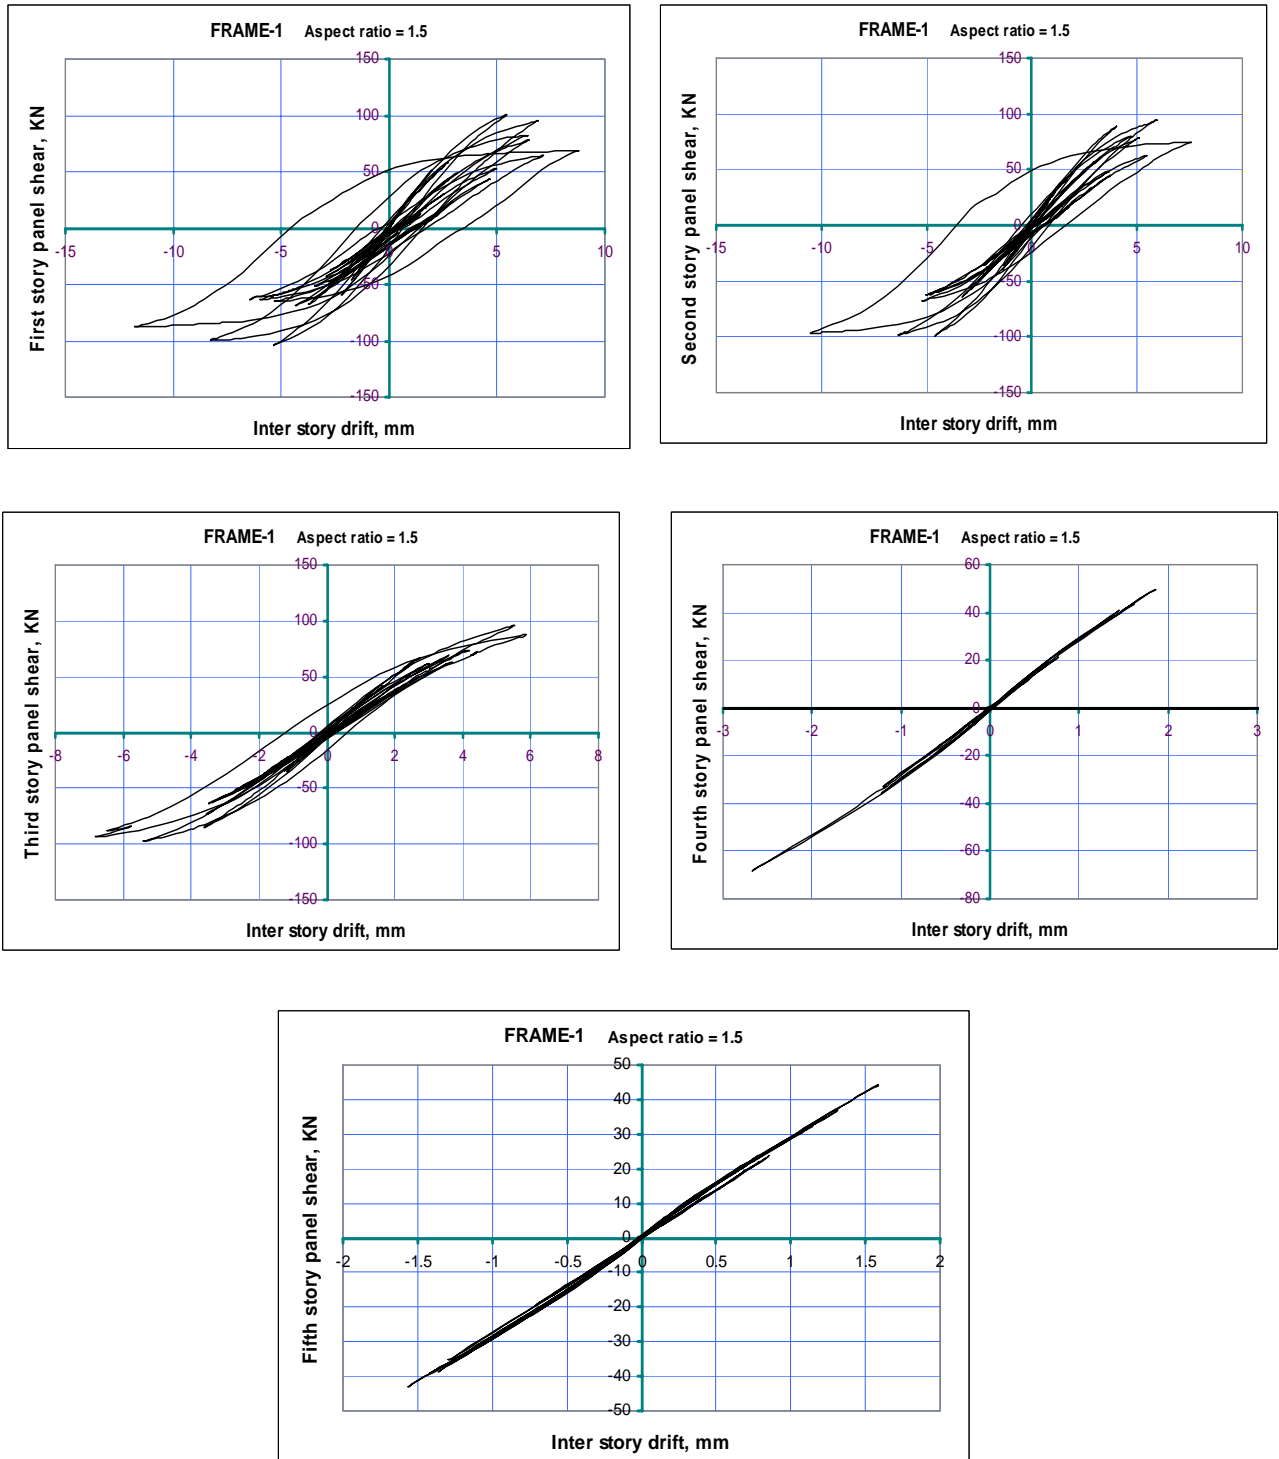 FRAME-1 Aspect ratio = 1.5
150
100
50
0
-15 -10 -5 0 5 10
-50
-100
-150
First story panel shear, KN
Inter story drift, mm
FRAME-1 Aspect ratio = 1.5
150
100
50
0
-15 -10 -5 0 5 10
-50
-100
-150
Second story panel shear, KN
Inter story drift, mm
FRAME-1 Aspect ratio = 1.5
150
100
50
0
-8 -6 -4 -2 0 2 4 6 8
-50
-100
-150
Third story panel shear, KN
Inter story drift, mm
FRAME-1 Aspect ratio = 1.5
60
40
20
0
-3 -2 -1 0 1 2 3
-20
-40
-60
-80
Fourth story panel shear, KN
Inter story drift, mm
FRAME-1 Aspect ratio = 1.5
50
40
30
20
10
0
-2 -1.5 -1 -0.5 0 0.5 1 1.5 2
-10
-20
-30
-40
-50
Fifth story panel shear, KN
Inter story drift, mm